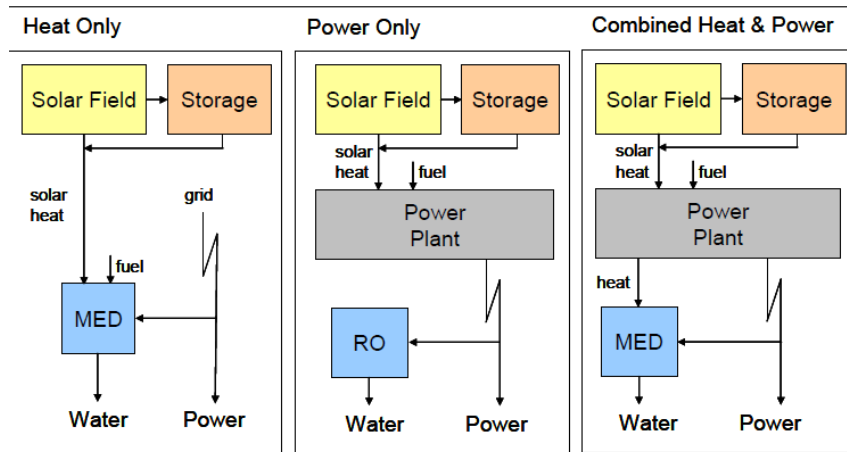 Heat Only
Solar Field
Storage
solar
heat
grid
fuel
MED
Water
Power
Power Only
Solar Field
Storage
solar
heat
fuel
Power
Plant
RO
Water
Power
Combined Heat & Power
Solar Field
Storage
solar
heat
fuel
Power
Plant
heat
MED
Water
Power